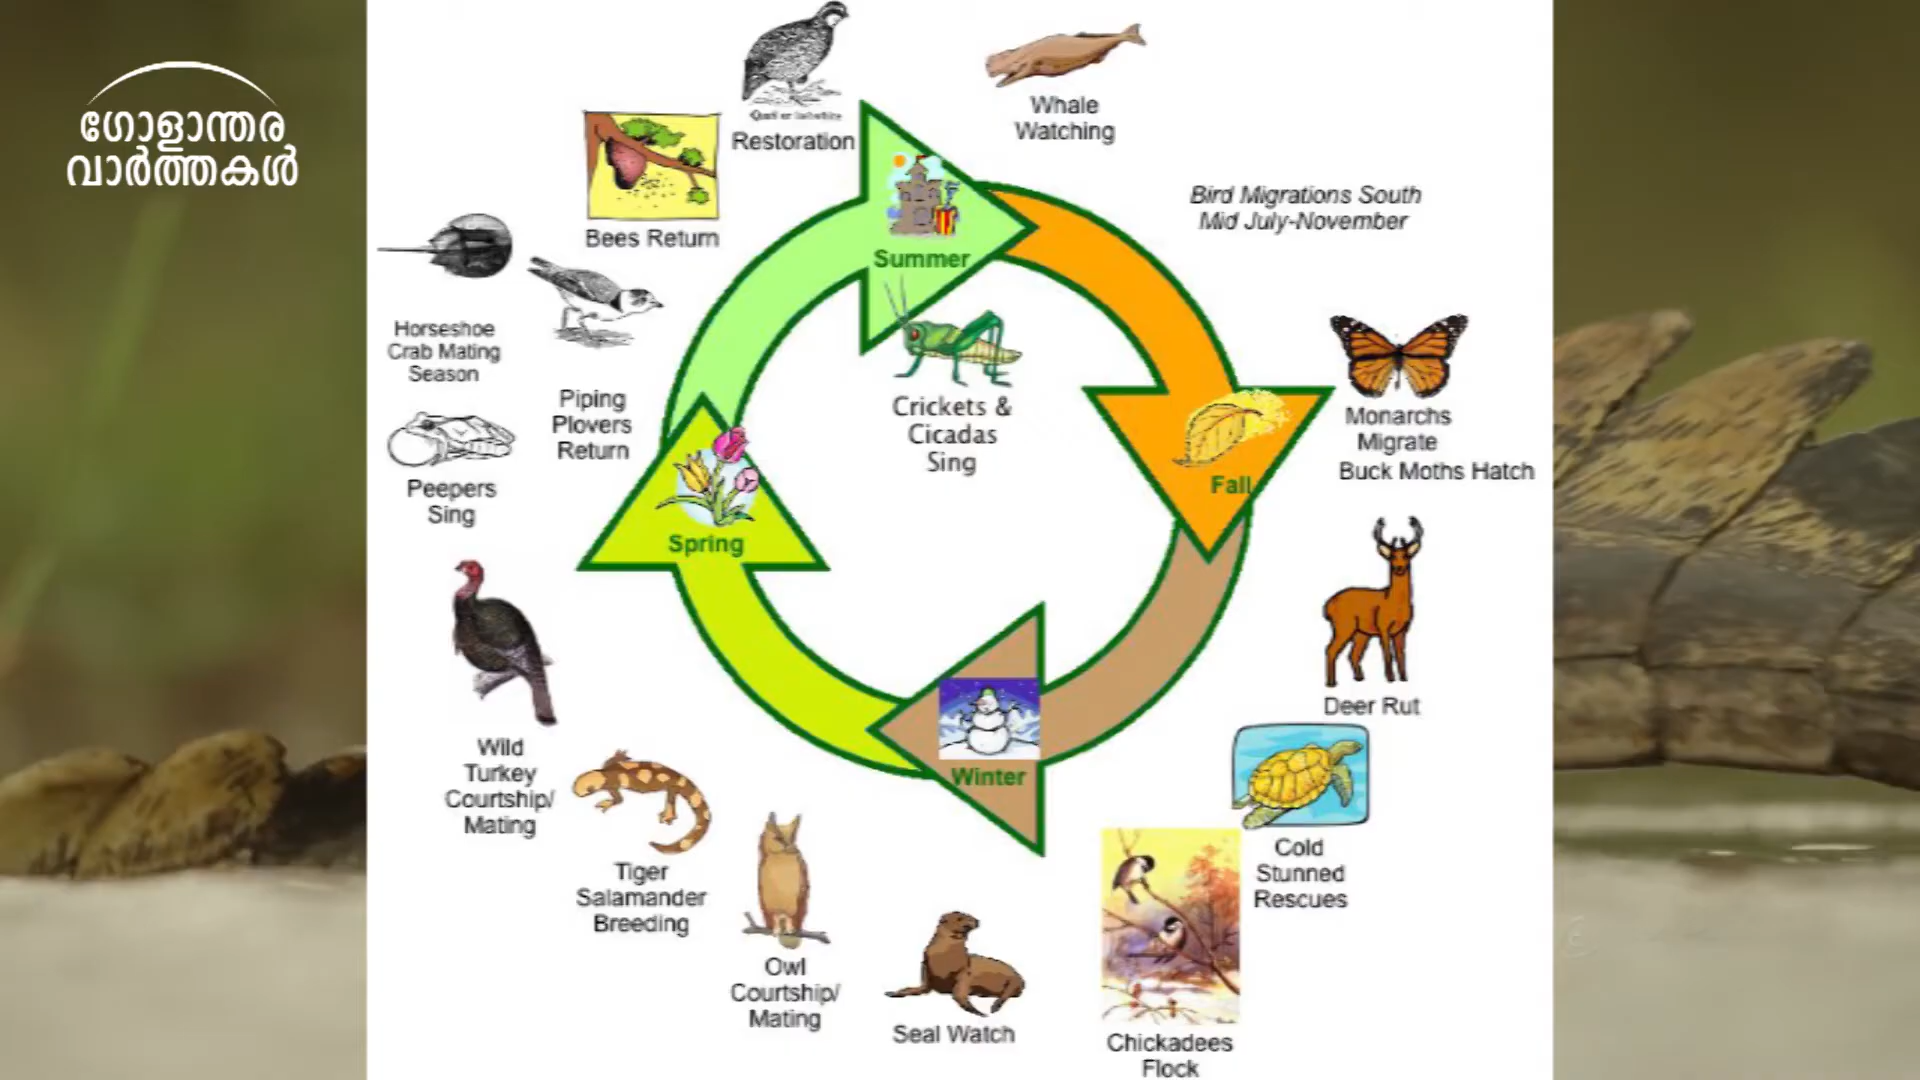 ഗോളാന്തര
വാർത്തകൾ
Restoration
Whale
Watching
Bees Return
Bird Migrations South
Mid July-November
Summer
Horseshoe
Crab Mating
Season
Piping
Plovers
Return
Crickets &
Cicadas
Sing
Monarchs
Migrate
Buck Moths Hatch
Peepers
Sing
Fall
Spring
Deer Rut
Wild
Turkey
Courtship/
Mating
Winter
Cold
Stunned
Rescues
Tiger
Salamander
Breeding
Owl
Courtship/
Mating
Seal Watch
Chickadees
Flock